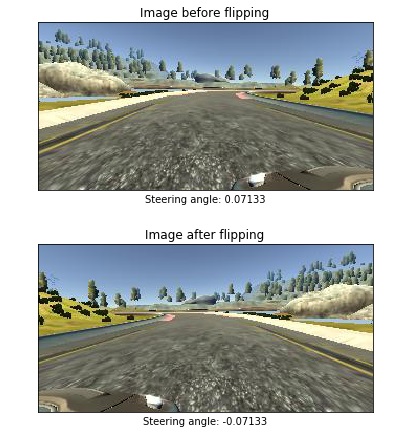 Image before flipping
Steering angle: 0.07133
Image after flipping
Steering angle: -0.07133